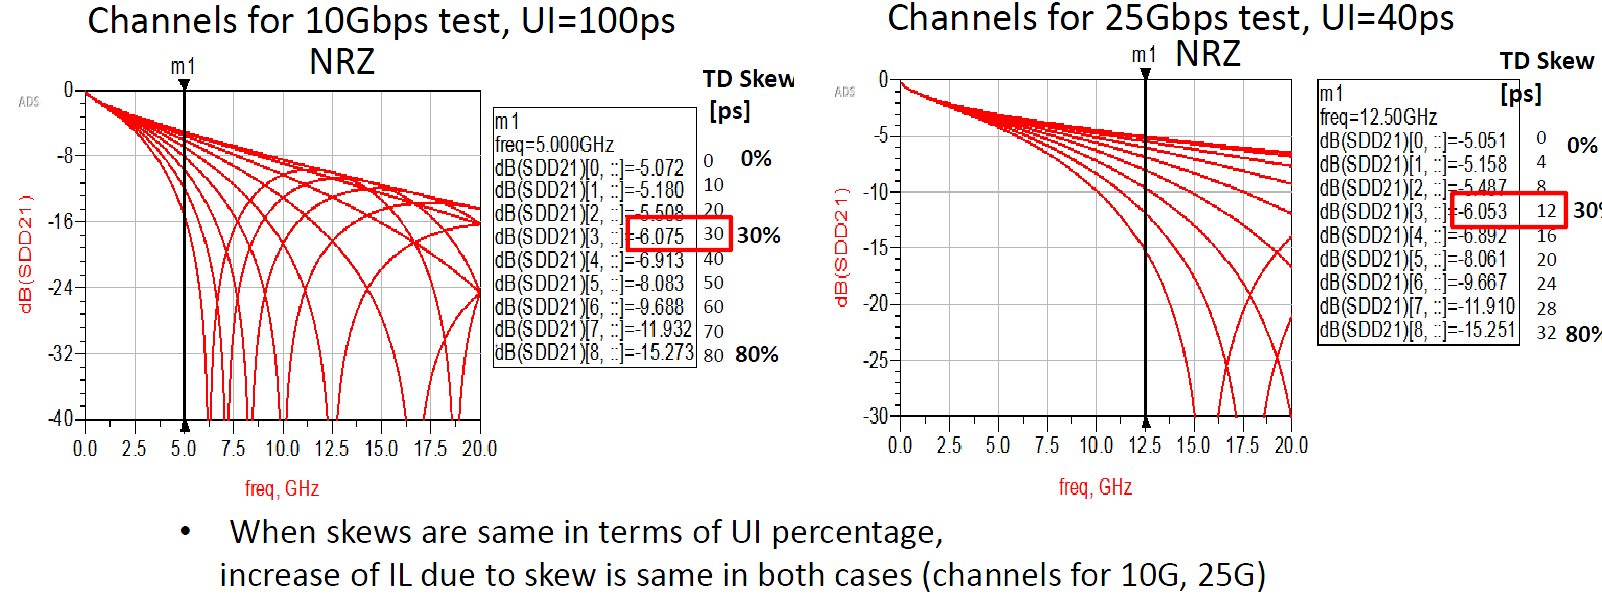 Channels for 10Gbps test, UI=100ps
NRZ
m1
ADS
0
-8
-16
-24
-32
-40
dB(SDD21)
0.0 2.5 5.0 7.5 10.0 12.5 15.0 17.5 20.0
freq, GHz
TD Skew
[ps]
m1
freq=5.000GHz
dB(SDD21)[0, ::]=-5.072 0 0%
dB(SDD21)[1, ::]=-5.180 10
dB(SDD21)[2, ::]=-5.508 20
dB(SDD21)[3, ::]=-6.075 30 30%
dB(SDD21)[4, ::]=-6.913 40
dB(SDD21)[5, ::]=-8.083 50
dB(SDD21)[6, ::]=-9.688 60
dB(SDD21)[7, ::]=-11.932 70
dB(SDD21)[8, ::]=-15.273 80 80%
Channels for 25Gbps test, UI=40ps
NRZ
m1
ADS
0
-5
-10
-15
-20
-25
-30
dB(SDD21)
0.0 2.5 5.0 7.5 10.0 12.5 15.0 17.5 20.0
freq, GHz
TD Skew
[ps]
m1
freq=12.50GHz
dB(SDD21)[0, ::]=-5.051 0 0%
dB(SDD21)[1, ::]=-5.158 4
dB(SDD21)[2, ::]=-5.487 8
dB(SDD21)[3, ::]=-6.053 12 30%
dB(SDD21)[4, ::]=-6.892 16
dB(SDD21)[5, ::]=-8.061 20
dB(SDD21)[6, ::]=-9.667 24
dB(SDD21)[7, ::]=-11.910 28
dB(SDD21)[8, ::]=-15.251 32 80%
• When skews are same in terms of UI percentage,
increase of IL due to skew is same in both cases (channels for 10G, 25G)